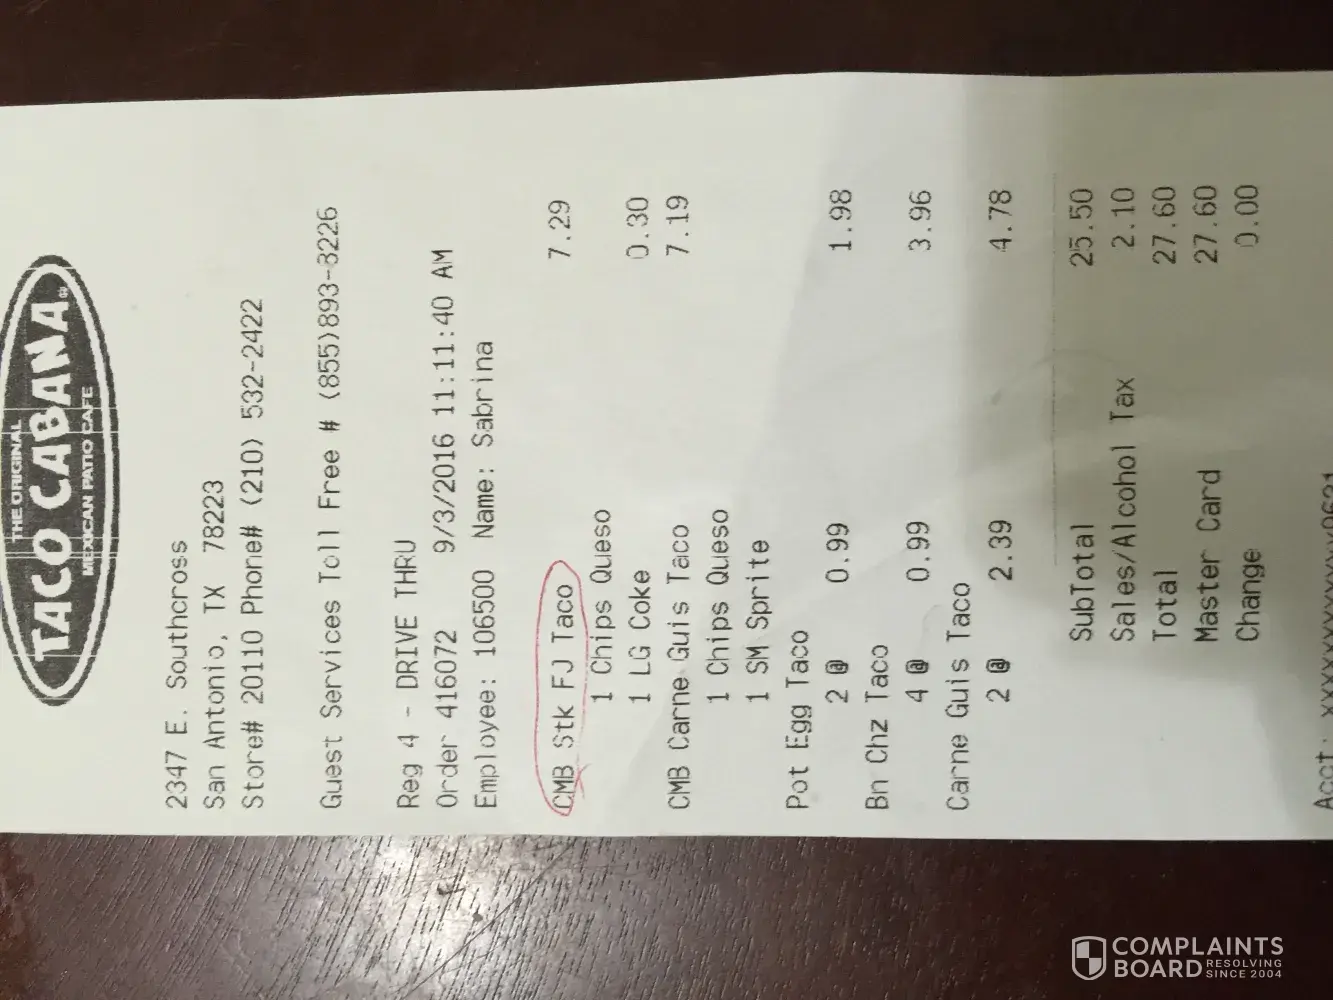 THE ORIGINAL
TACO CABANA®
MEXICAN PATIO CAFE
2347 E. Southcross
San Antonio, TX 78223
Store# 20110 Phone# (210) 532-2422
Guest Services Toll Free # (855)893-8226
Reg 4 - DRIVE THRU
Order 416072 9/3/2016 11:11:40 AM
Employee: 106500 Name: Sabrina
CMB Stk FJ Taco 7.29
1 Chips Queso
1 LG Coke 0.30
CMB Carne Guis Taco 7.19
1 Chips Queso
1 SM Sprite
Pot Egg Taco
2 @ 0.99 1.98
Bn Chz Taco
4 @ 0.99 3.96
Carne Guis Taco
2 @ 2.39 4.78
SubTotal 25.50
Sales/Alcohol Tax 2.10
Total 27.60
Master Card 27.60
Change 0.00
COMPLAINTS
BOARD RESOLVING
SINCE 2004